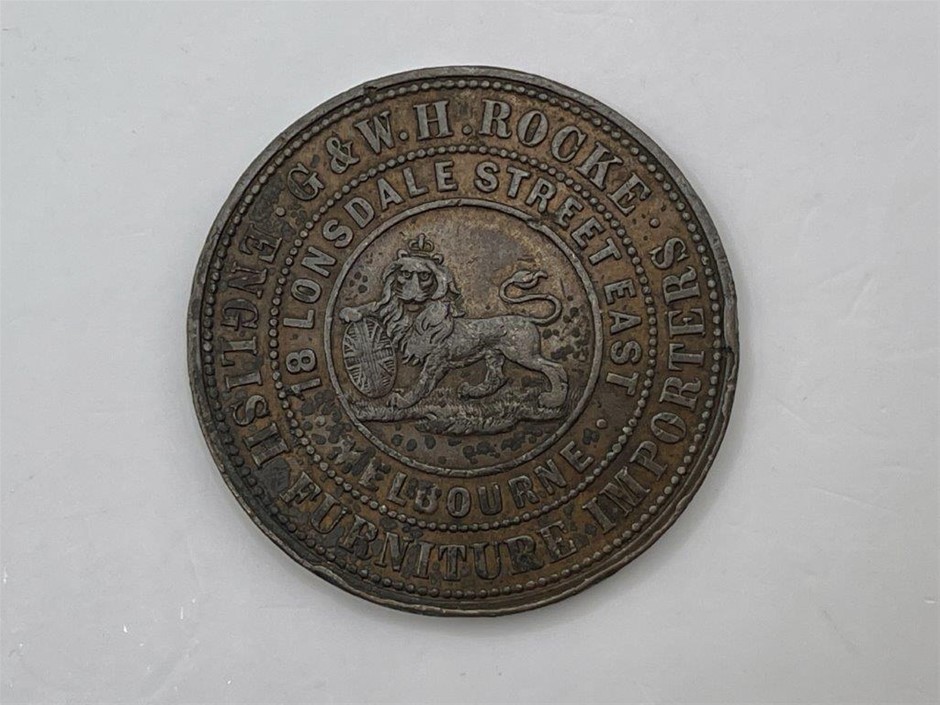 G & W. H. ROCKE.
ENGLISH FURNITURE IMPORTERS
18 LONSDALE STREET EAST
MELBOURNE.